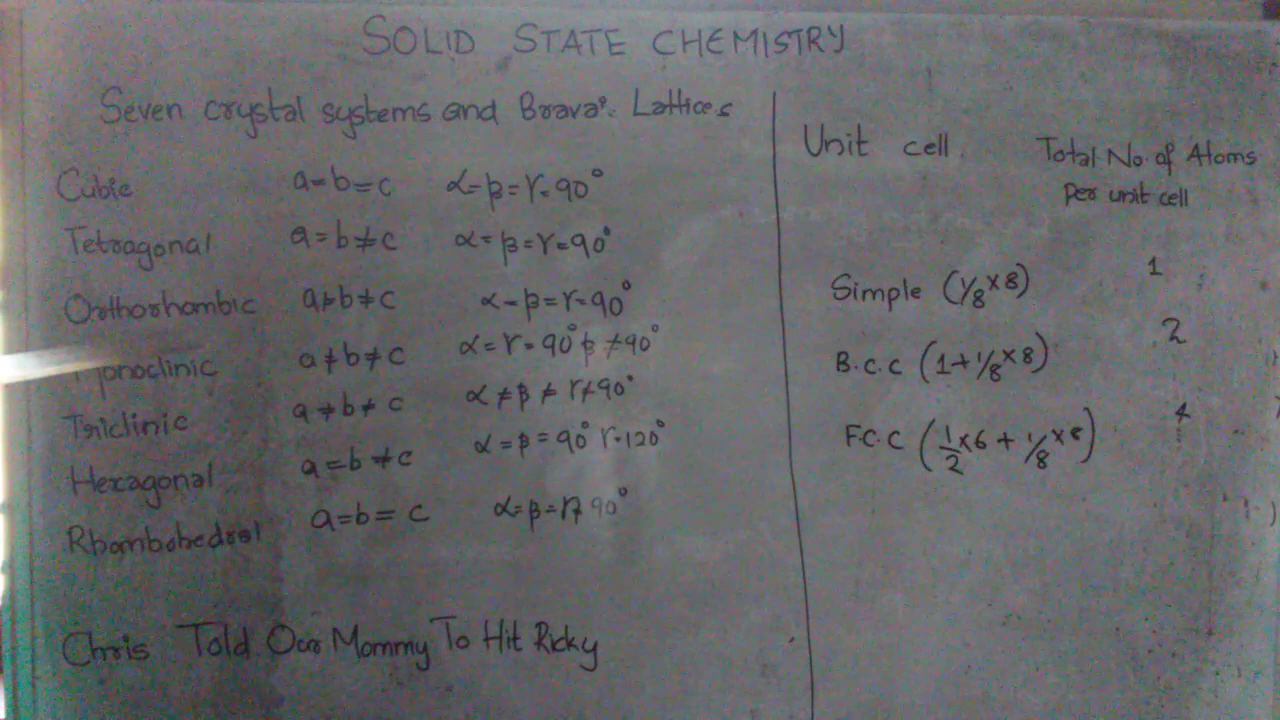 SOLID STATE CHEMISTRY
Seven crystal systems and Lattices
Cubic a=b=c α=β=γ=90°
Tetragonal a=b≠c α=β=γ=90°
Orthorhombic a≠b≠c α=β=γ=90°
Monoclinic a≠b≠c α=γ=90° β≠90°
Triclinic a≠b≠c α≠β≠γ≠90°
Hexagonal a=b≠c α=β=90° γ=120°
Rhombohedral a=b=c α=β=γ≠90°
Chris Told Our Mommy To Hit Ricky
Unit cell Total No. of Atoms
Per unit cell
Simple (1/8×8) 1
B.C.C (1+1/8×8) 2
F.C.C (1/2×6 + 1/8×8) 4